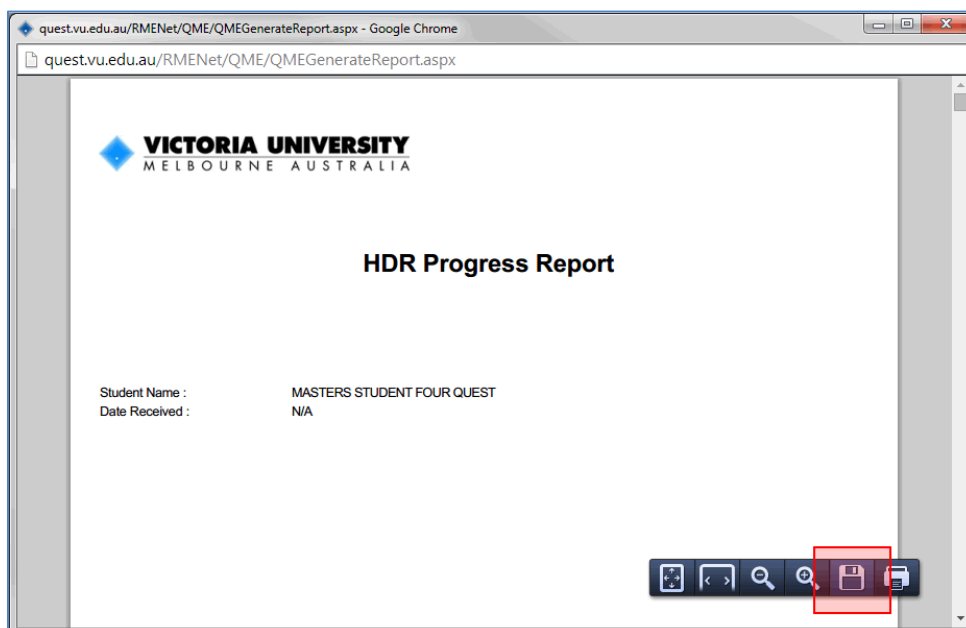 quest.vu.edu.au/RMENet/QME/QMEGenerateReport.aspx - Google Chrome
quest.vu.edu.au/RMENet/QME/QMEGenerateReport.aspx
VICTORIA UNIVERSITY
MELBOURNE AUSTRALIA
HDR Progress Report
Student Name : MASTERS STUDENT FOUR QUEST
Date Received : N/A